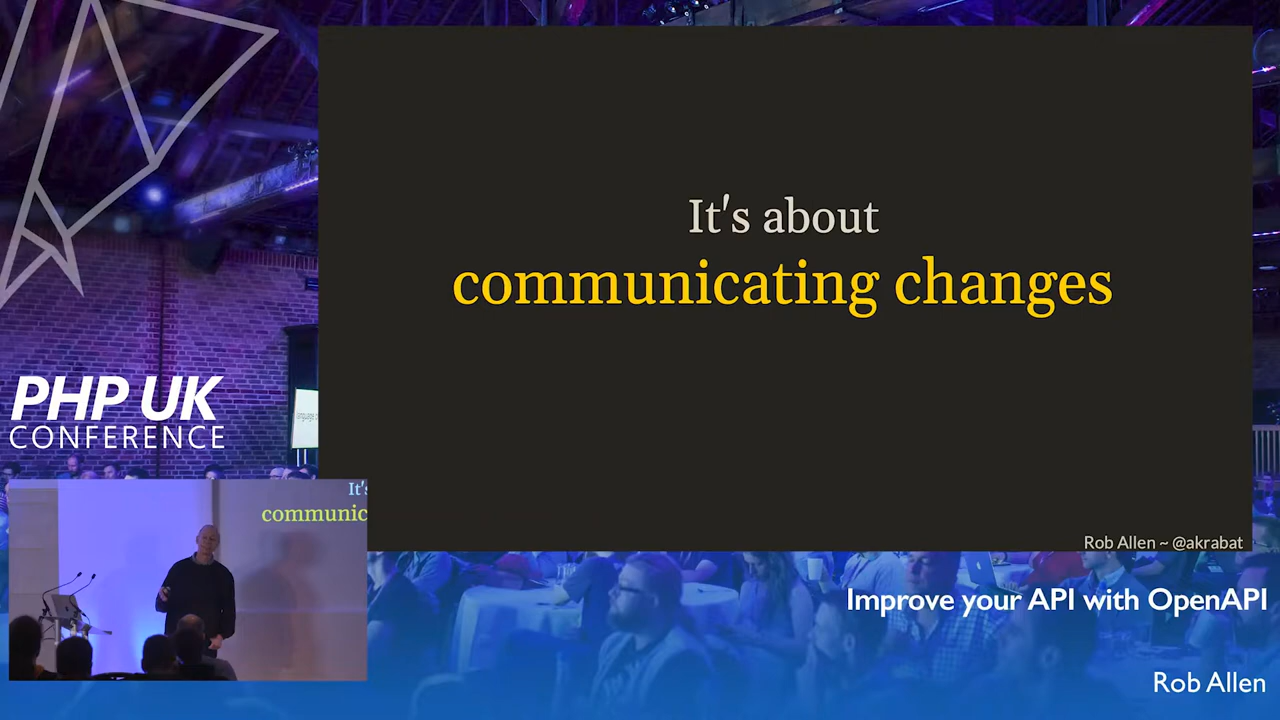 It's about
communicating changes
Rob Allen ~ @akrabat
PHP UK
CONFERENCE
It's
communic
Improve your API with OpenAPI
Rob Allen